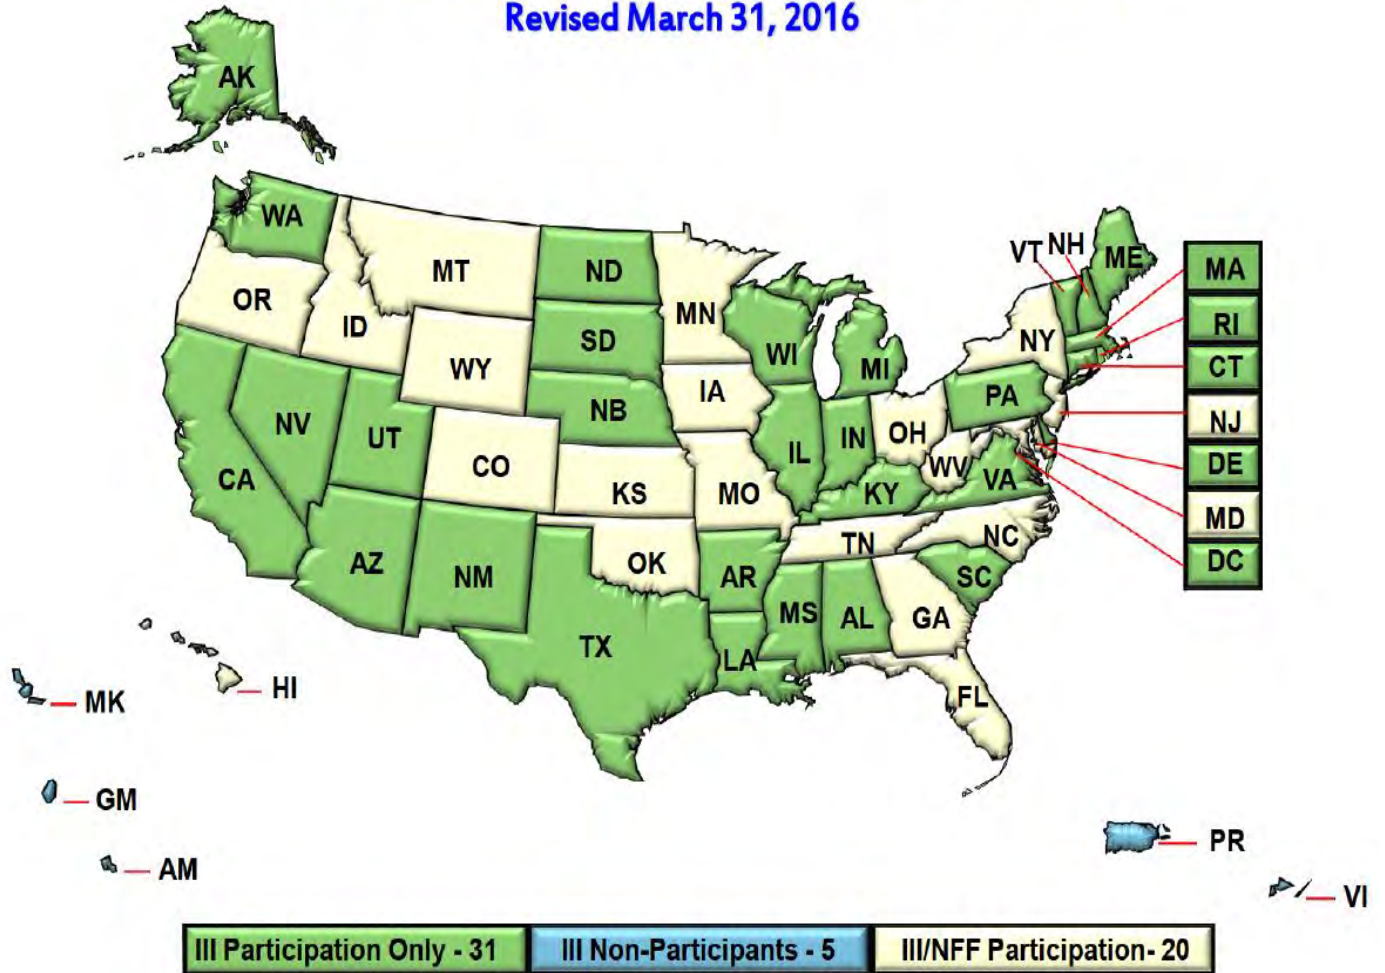 Revised March 31, 2016
AK
WA
VT NH ME
MA
MT
ND
OR
MN
RI
ID
SD
NY
WI
CT
WY
MI
IA
PA
NB
NJ
NV
UT
OH
IN
IL
CO
DE
WV
CA
VA
KS
MO
KY
MD
NC
TN
DC
AZ
OK
NM
AR
SC
MS
AL
GA
TX
LA
HI
FL
MK
GM
PR
AM
VI
III Participation Only - 31
III Non-Participants - 5
III/NFF Participation- 20